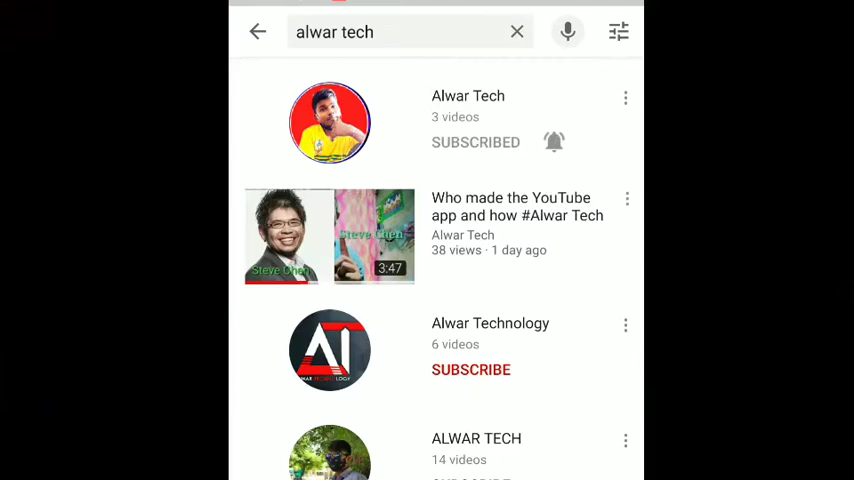 alwar tech
Alwar Tech
3 videos
SUBSCRIBED
Who made the YouTube
app and how #Alwar Tech
Alwar Tech
38 views · 1 day ago
Steve Chen
Steve Chen
3:47
Alwar Technology
6 videos
SUBSCRIBE
ALWAR TECH
14 videos